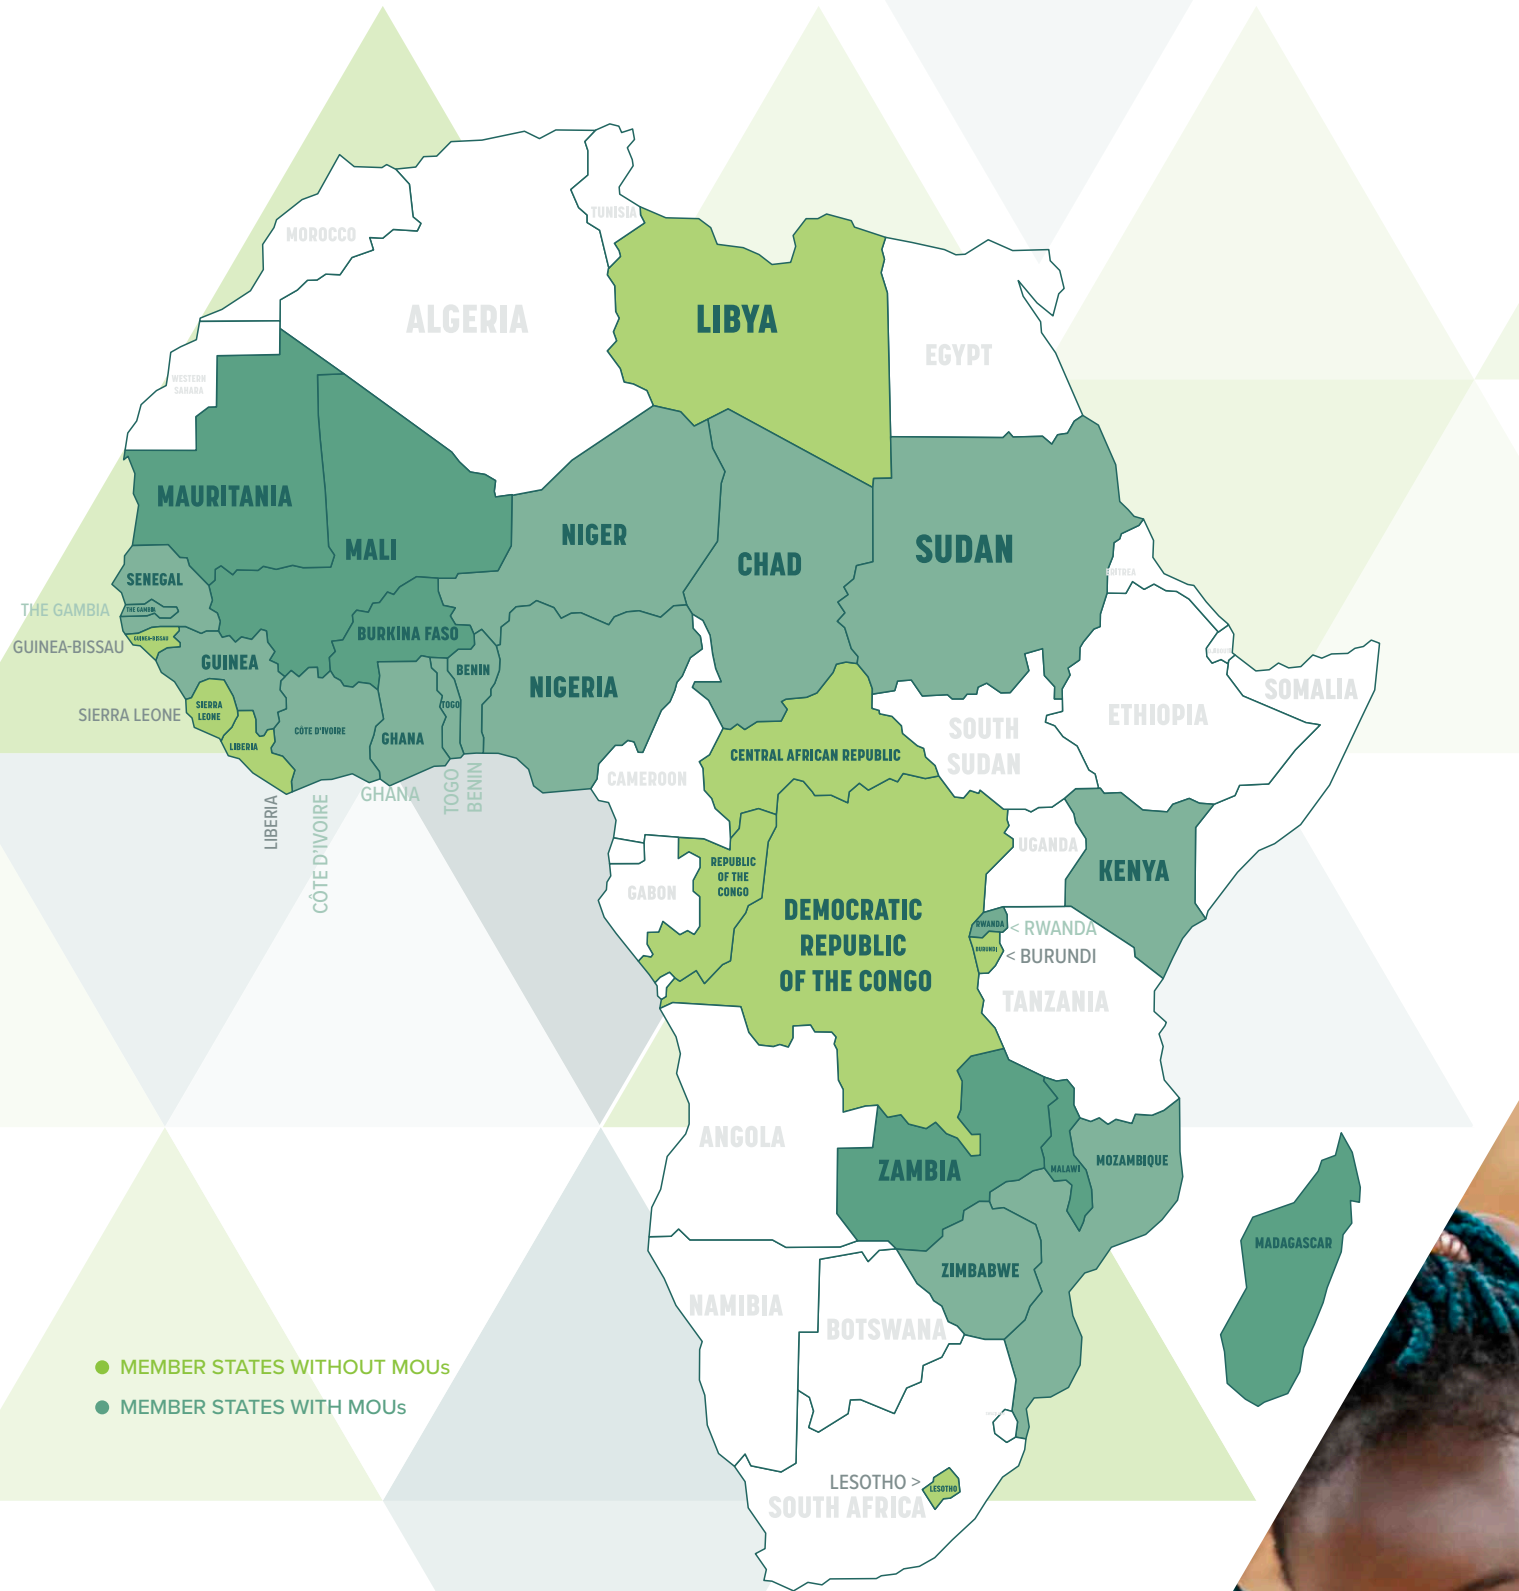 TUNISIA
MOROCCO
ALGERIA
LIBYA
EGYPT
WESTERN
SAHARA
MAURITANIA
MALI
NIGER
CHAD
SUDAN
ERITREA
SENEGAL
THE GAMBIA
THE GAMBIA
GUINEA-BISSAU
GUINEA-BISSAU
GUINEA
BURKINA FASO
BENIN
NIGERIA
SOMALIA
ETHIOPIA
SOUTH
SUDAN
SIERRA LEONE
SIERRA
LEONE
LIBERIA
CÔTE D'IVOIRE
GHANA
TOGO
CENTRAL AFRICAN REPUBLIC
CAMEROON
GHANA
TOGO
BENIN
LIBERIA
CÔTE D'IVOIRE
UGANDA
KENYA
REPUBLIC
OF THE
CONGO
GABON
DEMOCRATIC
REPUBLIC
OF THE CONGO
RWANDA
< RWANDA
BURUNDI
< BURUNDI
TANZANIA
ANGOLA
ZAMBIA
MALAWI
MOZAMBIQUE
MADAGASCAR
ZIMBABWE
NAMIBIA
BOTSWANA
MEMBER STATES WITHOUT MOUs
MEMBER STATES WITH MOUs
LESOTHO >
LESOTHO
SOUTH AFRICA